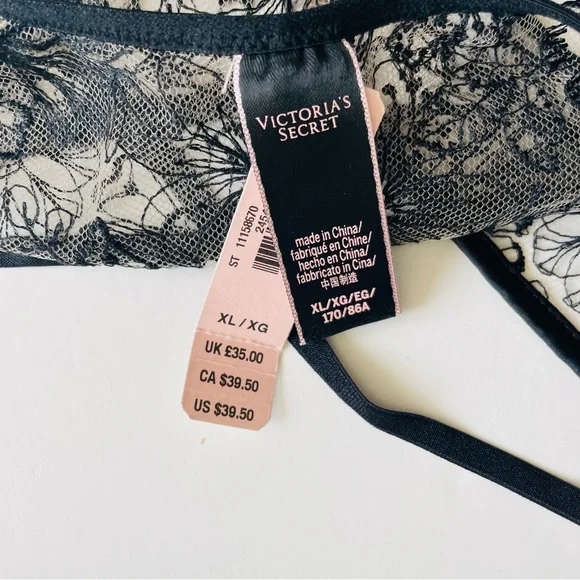 VICTORIA'S
SECRET
made in China/
fabriqué en Chine/
hecho en China/
fabbricato in Cina/
中国制造
XL/XG/EG/
170/86A
ST 11158670
XL / XG
UK £35.00
CA $39.50
US $39.50